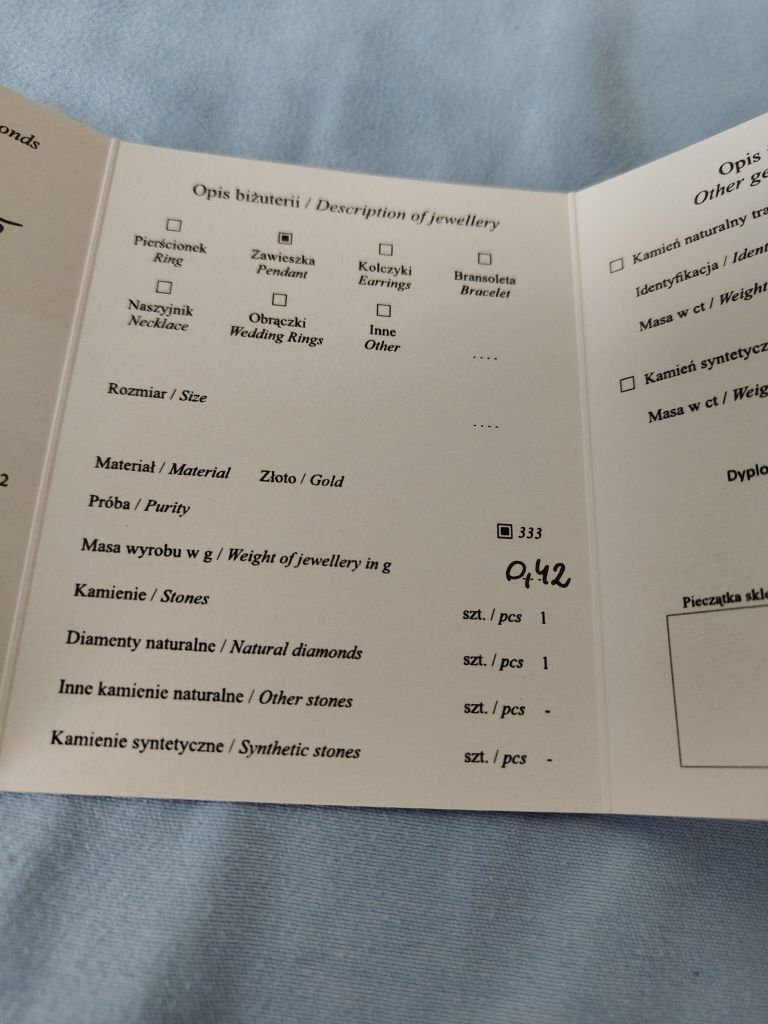 onds
2
Opis biżuterii / Description of jewellery
Pierścionek
Ring
Zawieszka
Pendant
Kolczyki
Earrings
Bransoleta
Bracelet
Naszyjnik
Necklace
Obrączki
Wedding Rings
Inne
Other
....
Rozmiar / Size
....
Materiał / Material Złoto / Gold
Próba / Purity
333
Masa wyrobu w g / Weight of jewellery in g 0,42
Kamienie / Stones szt. / pcs 1
Diamenty naturalne / Natural diamonds szt. / pcs 1
Inne kamienie naturalne / Other stones szt. / pcs -
Kamienie syntetyczne / Synthetic stones szt. / pcs -
Opis
Other ge
Kamień naturalny tra
Identyfikacja / Ident
Masa w ct / Weight
Kamień syntetycz
Masa w ct / Weig
Dyplo
Pieczątka skle